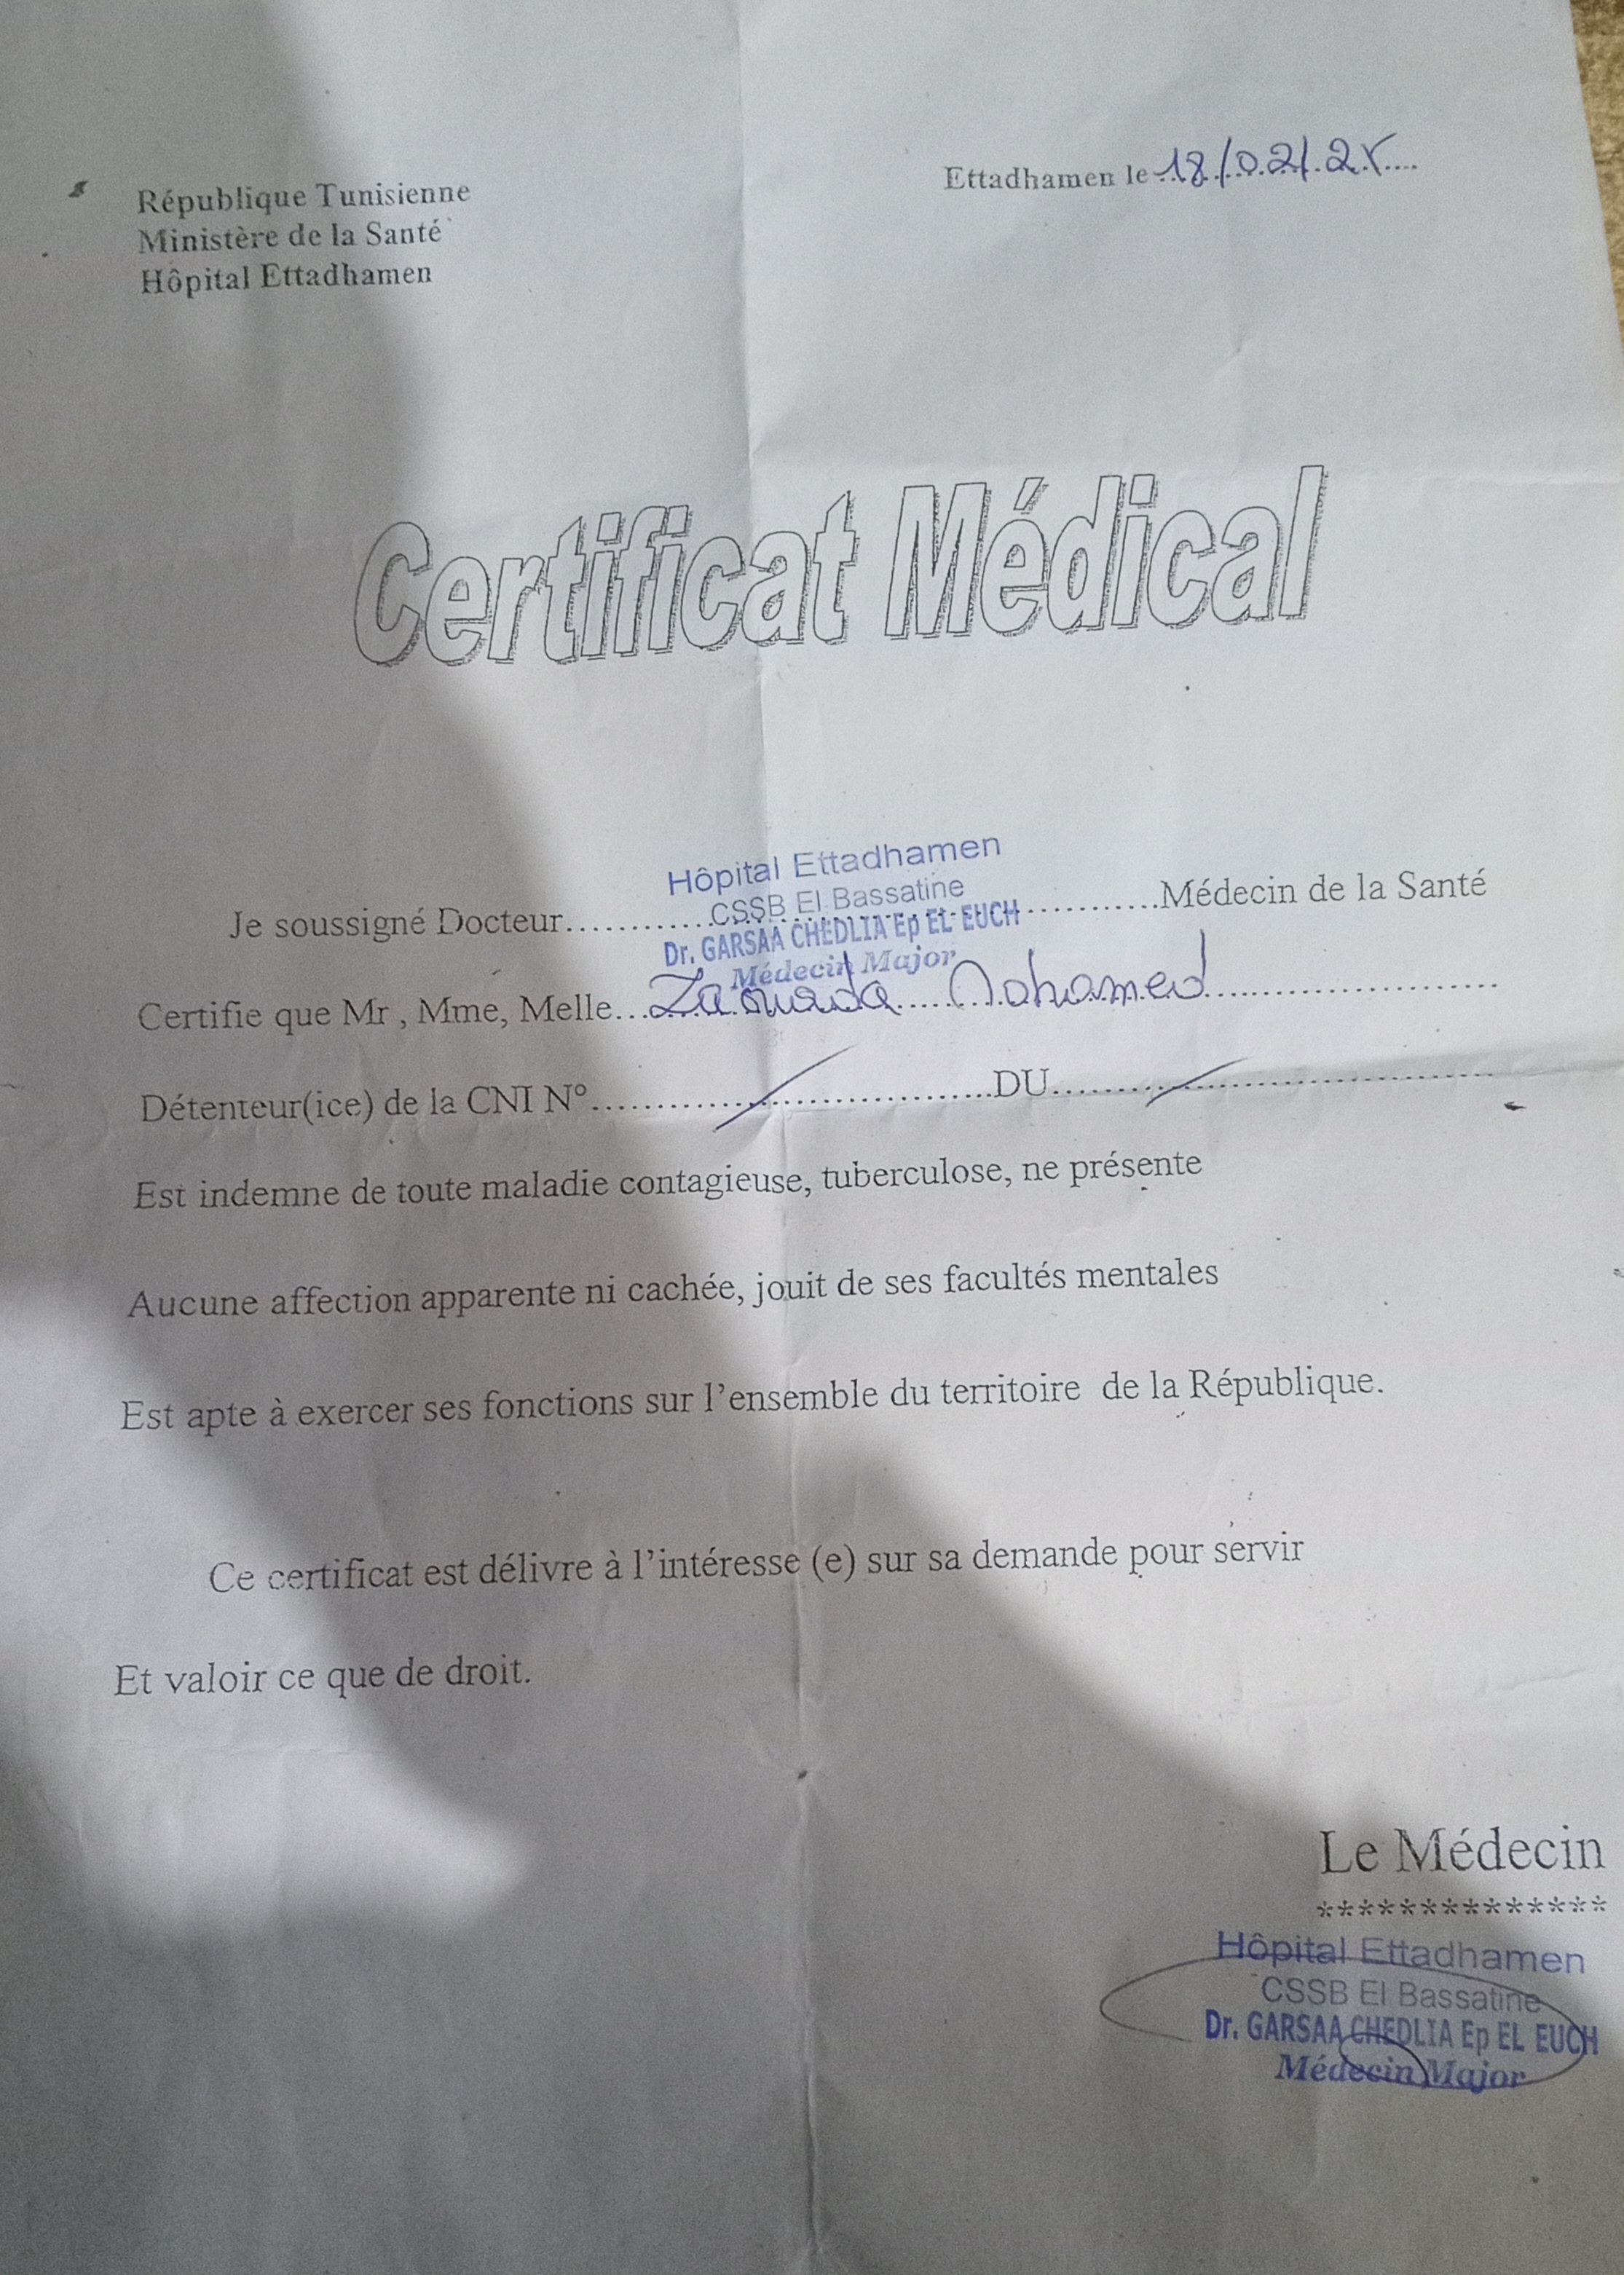 République Tunisienne
Ministère de la Santé
Hôpital Ettadhamen
Ettadhamen le 18/02/25
Certificat Médical
Hôpital Ettadhamen
CSSB El Bassatine
Dr. GARSAA CHEDLIA Ep EL EUCH
Médecin Major
Je soussigné Docteur..........................Médecin de la Santé
Certifie que Mr , Mme, Melle... Mohamed
Détenteur(ice) de la CNI N°.........../...........DU........../..........
Est indemne de toute maladie contagieuse, tuberculose, ne présente
Aucune affection apparente ni cachée, jouit de ses facultés mentales
Est apte à exercer ses fonctions sur l'ensemble du territoire de la République.
Ce certificat est délivre à l'intéresse (e) sur sa demande pour servir
Et valoir ce que de droit.
Le Médecin
**************
Hôpital Ettadhamen
CSSB El Bassatine
Dr. GARSAA CHEDLIA Ep EL EUCH
Médecin Major